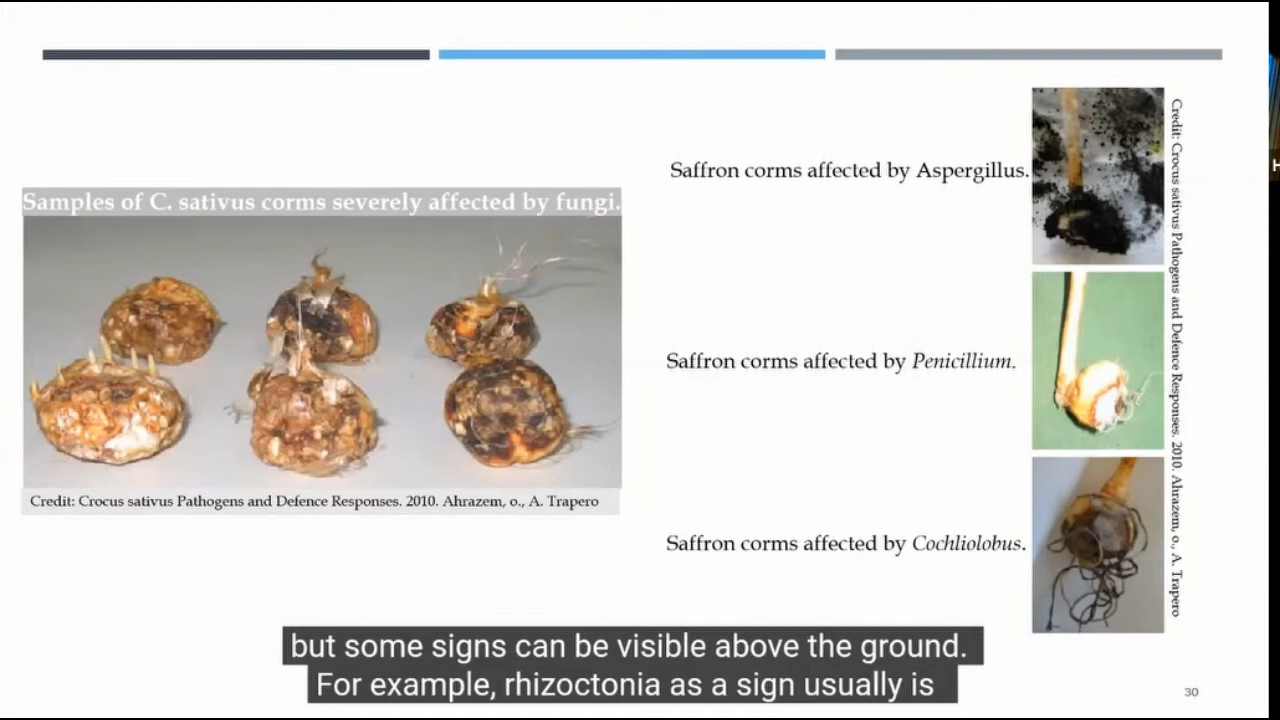 Samples of C. sativus corms severely affected by fungi.
Credit: Crocus sativus Pathogens and Defence Responses. 2010. Ahrazem, o., A. Trapero
Saffron corms affected by Aspergillus.
Saffron corms affected by Penicillium.
Saffron corms affected by Cochliolobus.
Credit: Crocus sativus Pathogens and Defence Responses. 2010. Ahrazem, o., A. Trapero
H
but some signs can be visible above the ground.
For example, rhizoctonia as a sign usually is
30